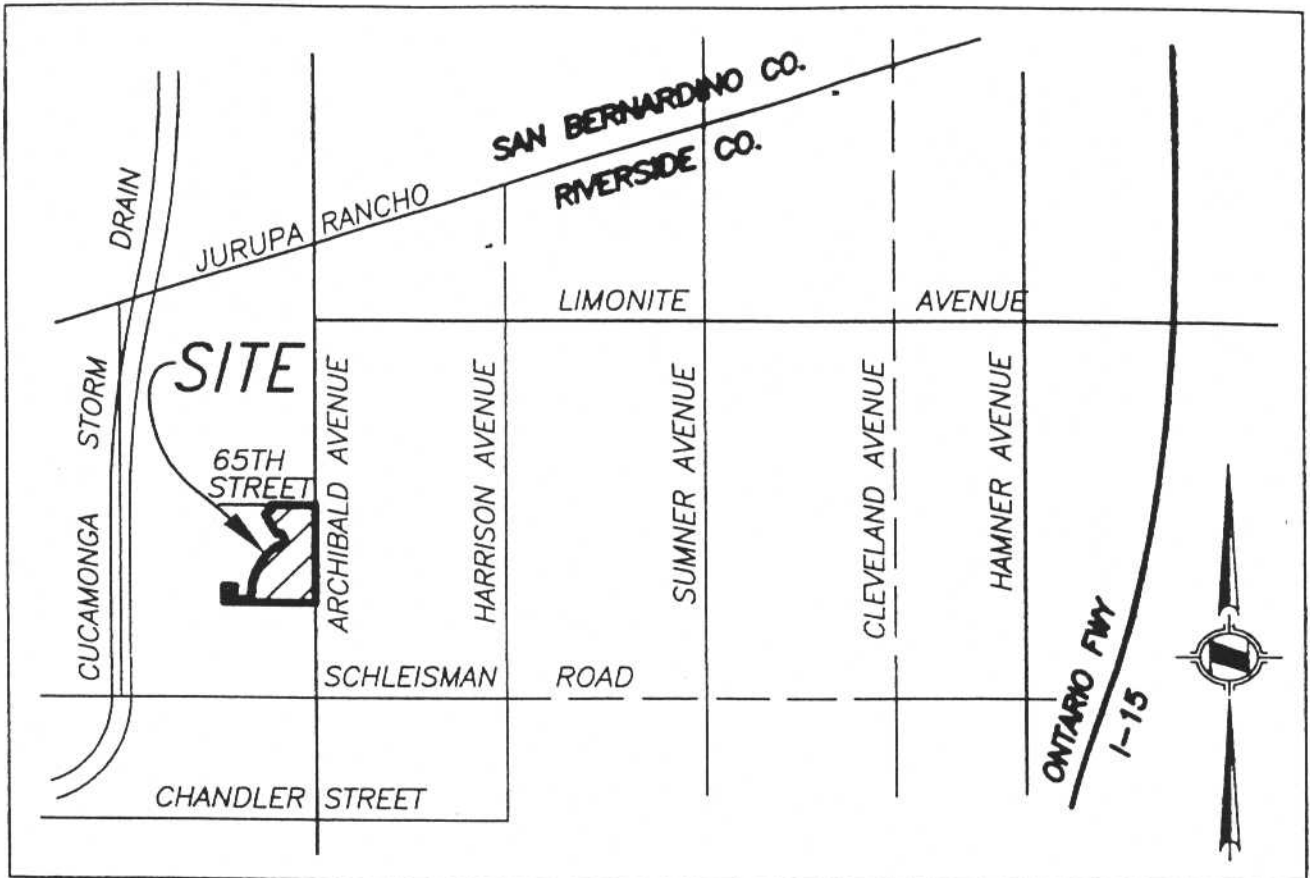 SAN BERNARDINO CO.
RIVERSIDE CO.
JURUPA RANCHO
CUCAMONGA STORM DRAIN
LIMONITE AVENUE
SITE
65TH
STREET
ARCHIBALD AVENUE
HARRISON AVENUE
SUMNER AVENUE
CLEVELAND AVENUE
HAMNER AVENUE
ONTARIO FWY
I-15
SCHLEISMAN ROAD
CHANDLER STREET